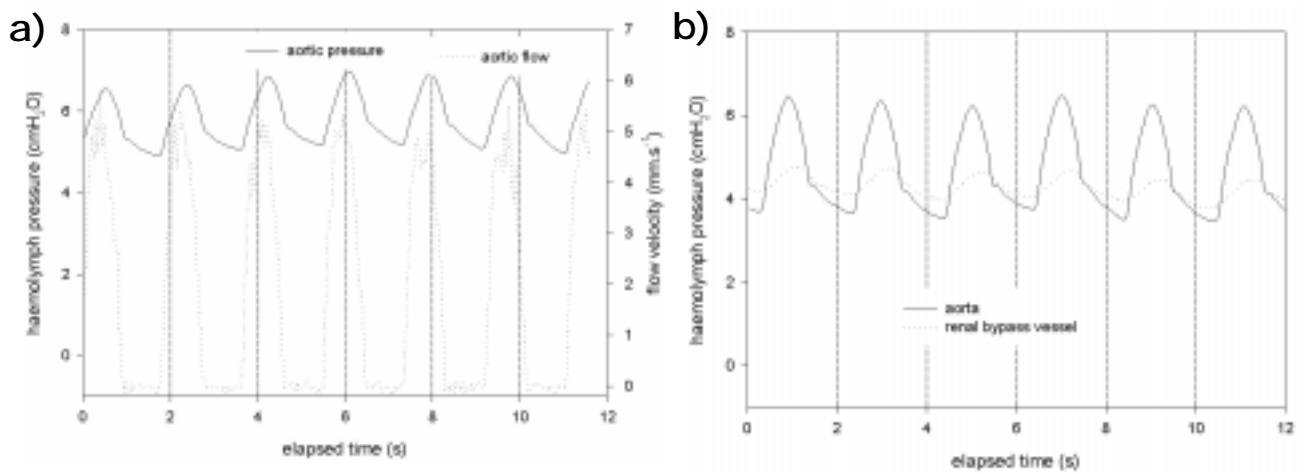 a)
8
6
4
2
0
haemolymph pressure (cmH2O)
aortic pressure
aortic flow
7
6
5
4
3
2
1
0
flow velocity (mm.s-1)
0 2 4 6 8 10 12
elapsed time (s)
b)
8
6
4
2
0
haemolymph pressure (cmH2O)
aorta
renal bypass vessel
0 2 4 6 8 10 12
elapsed time (s)